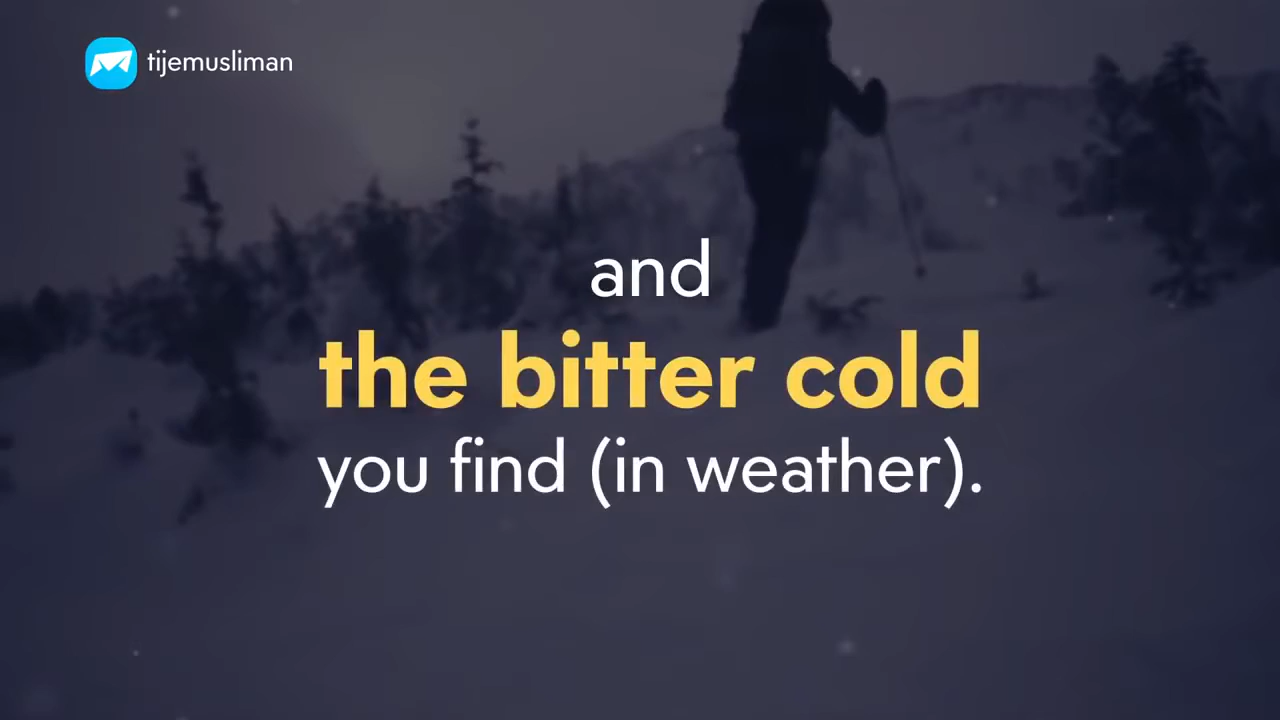 tijemusliman
and
the bitter cold
you find (in weather).